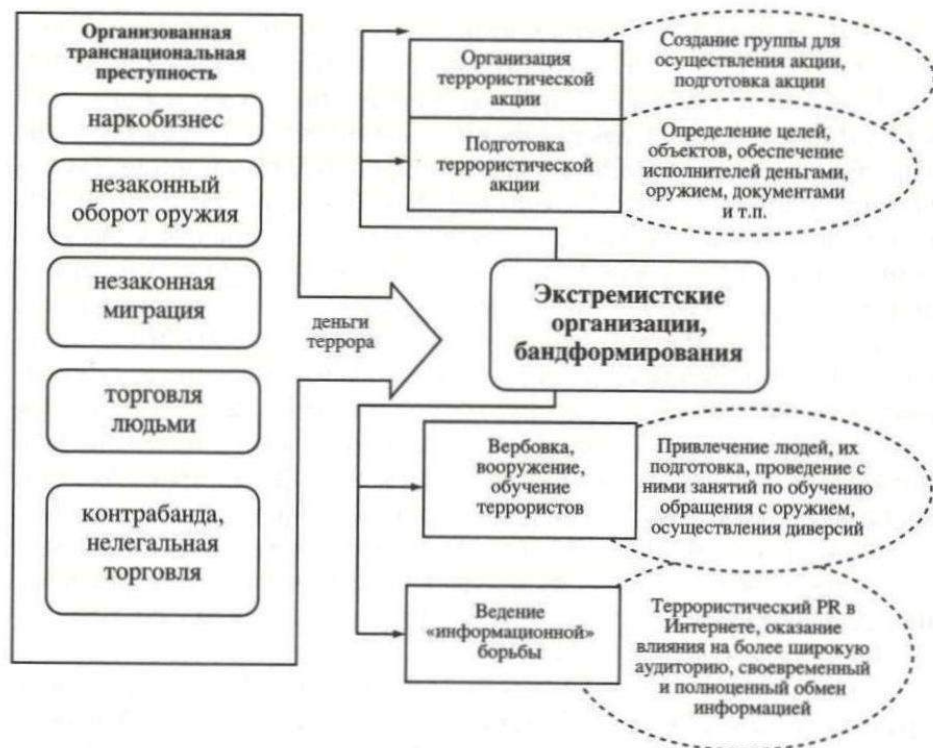 Организованная
транснациональная
преступность
наркобизнес
незаконный
оборот оружия
незаконная
миграция
торговля
людьми
контрабанда,
нелегальная
торговля
деньги
террора
Организация
террористической
акции
Создание группы для
осуществления акции,
подготовка акции
Подготовка
террористической
акции
Определение целей,
объектов, обеспечение
исполнителей деньгами,
оружием, документами
и т.п.
Экстремистские
организации,
бандформирования
Вербовка,
вооружение,
обучение
террористов
Привлечение людей, их
подготовка, проведение с
ними занятий по обучению
обращения с оружием,
осуществления диверсий
Ведение
«информационной»
борьбы
Террористический PR в
Интернете, оказание
влияния на более широкую
аудиторию, своевременный
и полноценный обмен
информацией